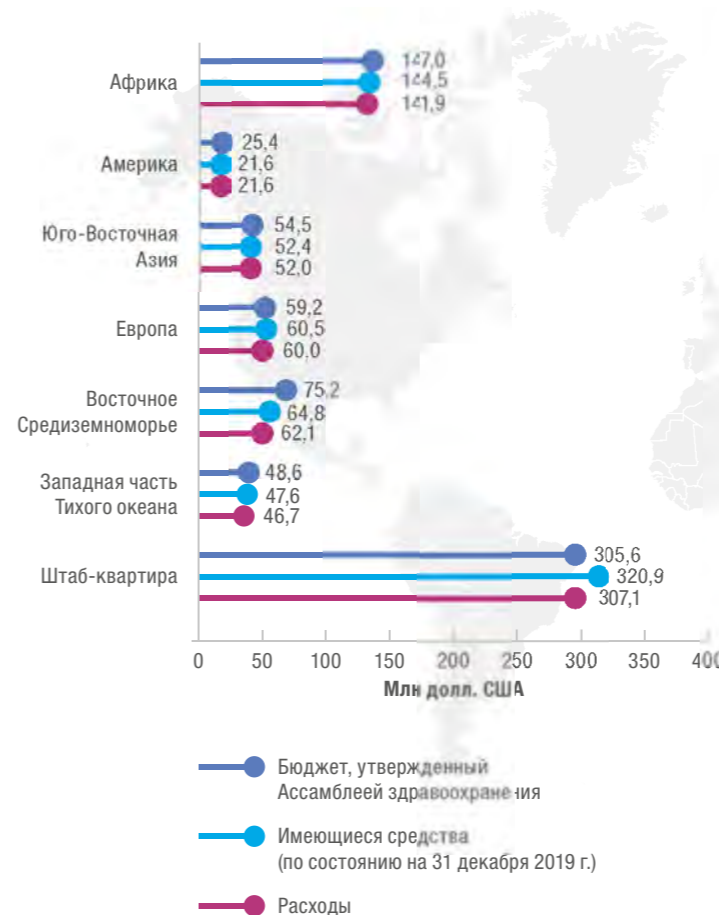 Африка
147,0
144,5
141,9
Америка
25,4
21,6
21,6
Юго-Восточная
Азия
54,5
52,4
52,0
Европа
59,2
60,5
60,0
Восточное
Средиземноморье
75,2
64,8
62,1
Западная часть
Тихого океана
48,6
47,6
46,7
Штаб-квартира
305,6
320,9
307,1
0 50 100 150 200 250 300 350 400
Млн долл. США
Бюджет, утвержденный
Ассамблеей здравоохранения
Имеющиеся средства
(по состоянию на 31 декабря 2019 г.)
Расходы